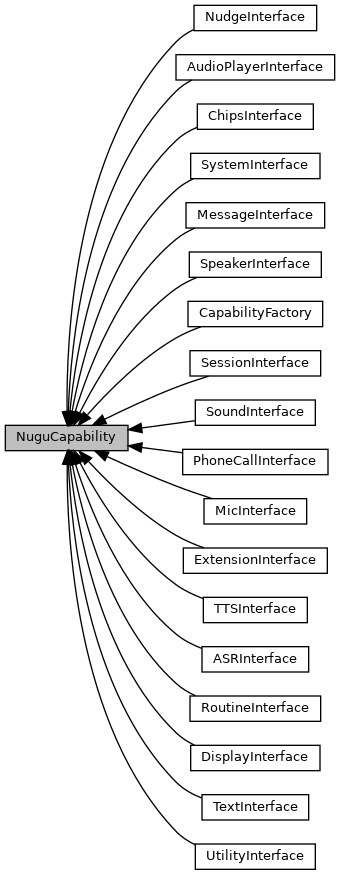 NudgeInterface
AudioPlayerInterface
ChipsInterface
SystemInterface
MessageInterface
SpeakerInterface
CapabilityFactory
SessionInterface
SoundInterface
NuguCapability
PhoneCallInterface
MicInterface
ExtensionInterface
TTSInterface
ASRInterface
RoutineInterface
DisplayInterface
TextInterface
UtilityInterface